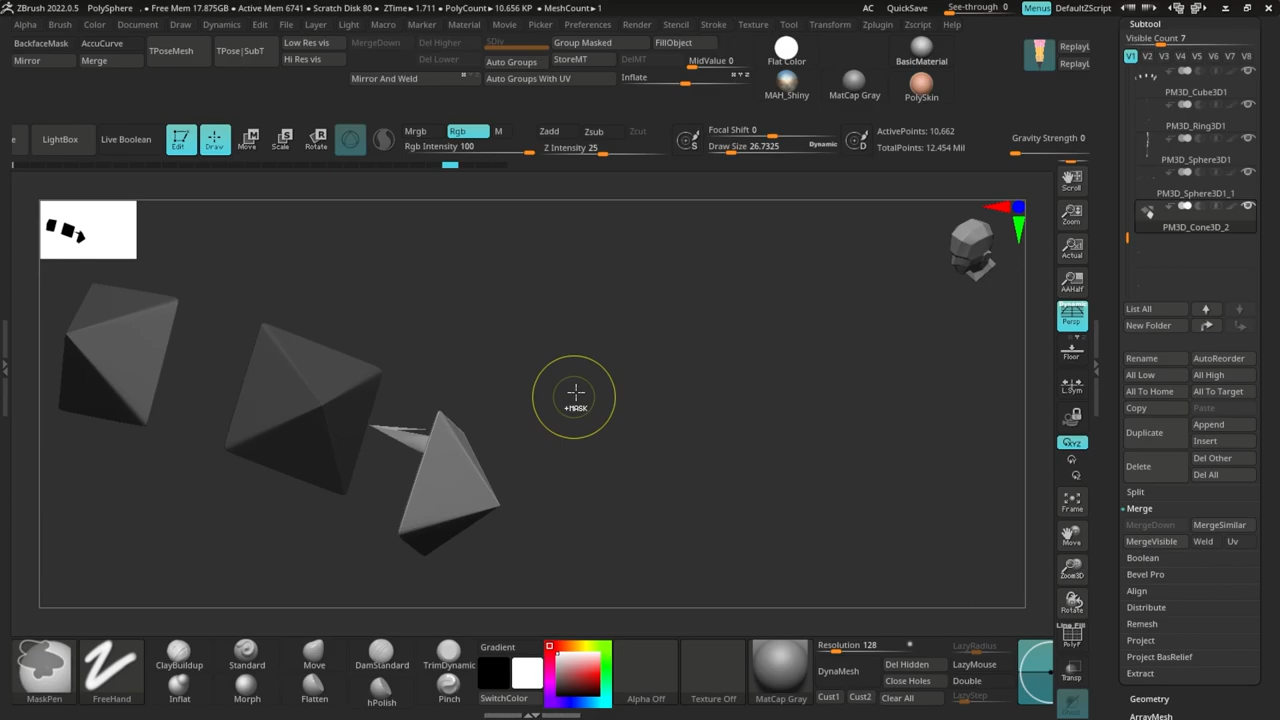 ZBrush 2022.0.5 PolySphere . • Free Mem 17.875GB • Active Mem 6741 • Scratch Disk 80 • ZTime▸1.711 • PolyCount▸10.656 KP • MeshCount▸1 AC QuickSave See-through 0 Menus DefaultZScript
Alpha Brush Color Document Draw Dynamics Edit File Layer Light Macro Marker Material Movie Picker Preferences Render Stencil Stroke Texture Tool Transform Zplugin Zscript Help
Subtool
Visible Count 7
V1 V2 V3 V4 V5 V6 V7 V8
BackfaceMask AccuCurve
Mirror Merge
TPoseMesh TPose|SubT
Low Res vis
Hi Res vis
MergeDown Del Higher
Del Lower
Mirror And Weld
SDiv
Auto Groups
Auto Groups With UV
Group Masked FillObject
StoreMT DelMT MidValue 0
Inflate
Flat Color
MAH_Shiny MatCap Gray
BasicMaterial
PolySkin
ReplayL
ReplayL
LightBox Live Boolean
Edit Draw Move Scale Rotate
Mrgb Rgb M
Rgb Intensity 100
Zadd Zsub Zcut
Z Intensity 25
S
Focal Shift 0
Draw Size 26.7325 Dynamic
D
ActivePoints: 10,662
TotalPoints: 12.454 Mil
Gravity Strength 0
PM3D_Cube3D1
PM3D_Ring3D1
PM3D_Sphere3D1
PM3D_Sphere3D1_1
PM3D_Cone3D_2
+MASK
Scroll
Zoom
Actual
AAHalf
Dynamic
Persp
Floor
L.Sym
XYZ
Y
Z
Frame
Move
Zoom3D
Rotate
Line Fill
PolyF
Transp
List All
New Folder
Rename AutoReorder
All Low All High
All To Home All To Target
Copy Paste
Duplicate Append
Insert
Delete Del Other
Del All
Split
Merge
MergeDown MergeSimilar
MergeVisible Weld Uv
Boolean
Bevel Pro
Align
Distribute
Remesh
Project
Project BasRelief
Extract
Geometry
ArrayMesh
MaskPen FreeHand
ClayBuildup Standard Move DamStandard TrimDynamic
Inflat Morph Flatten hPolish Pinch
Gradient
SwitchColor
Alpha Off Texture Off MatCap Gray
Resolution 128
DynaMesh
Cust1 Cust2
Del Hidden
Close Holes
Clear All
LazyRadius
LazyMouse
Double
LazyStep